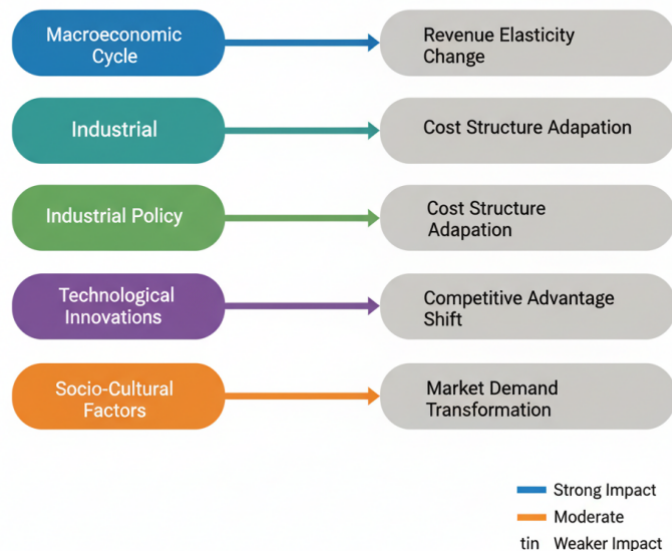 Macroeconomic
Cycle
Revenue Elasticity
Change
Industrial
Cost Structure Adapation
Industrial Policy
Cost Structure
Adapation
Technological
Innovations
Competitive Advantage
Shift
Socio-Cultural
Factors
Market Demand
Transformation
Strong Impact
Moderate
tin Weaker Impact